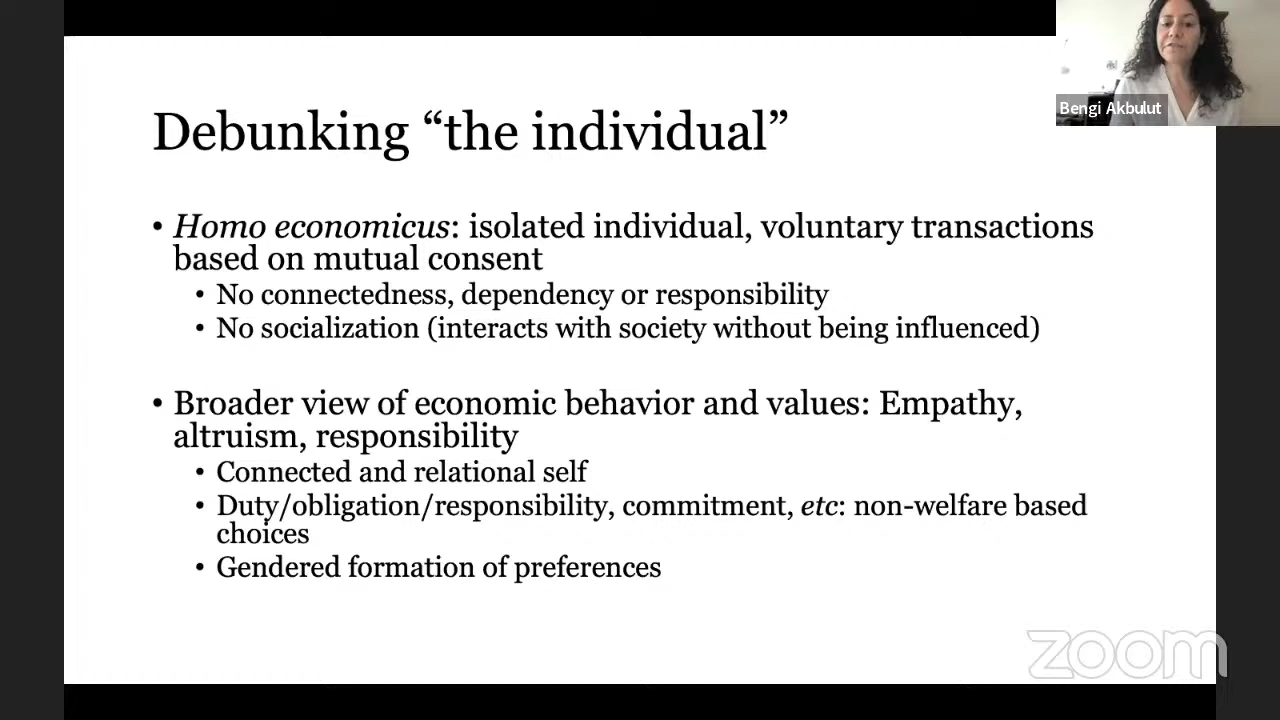 Bengi Akbulut
Debunking “the individual”
• Homo economicus: isolated individual, voluntary transactions
based on mutual consent
• No connectedness, dependency or responsibility
• No socialization (interacts with society without being influenced)
• Broader view of economic behavior and values: Empathy,
altruism, responsibility
• Connected and relational self
• Duty/obligation/responsibility, commitment, etc: non-welfare based
choices
• Gendered formation of preferences
zoom